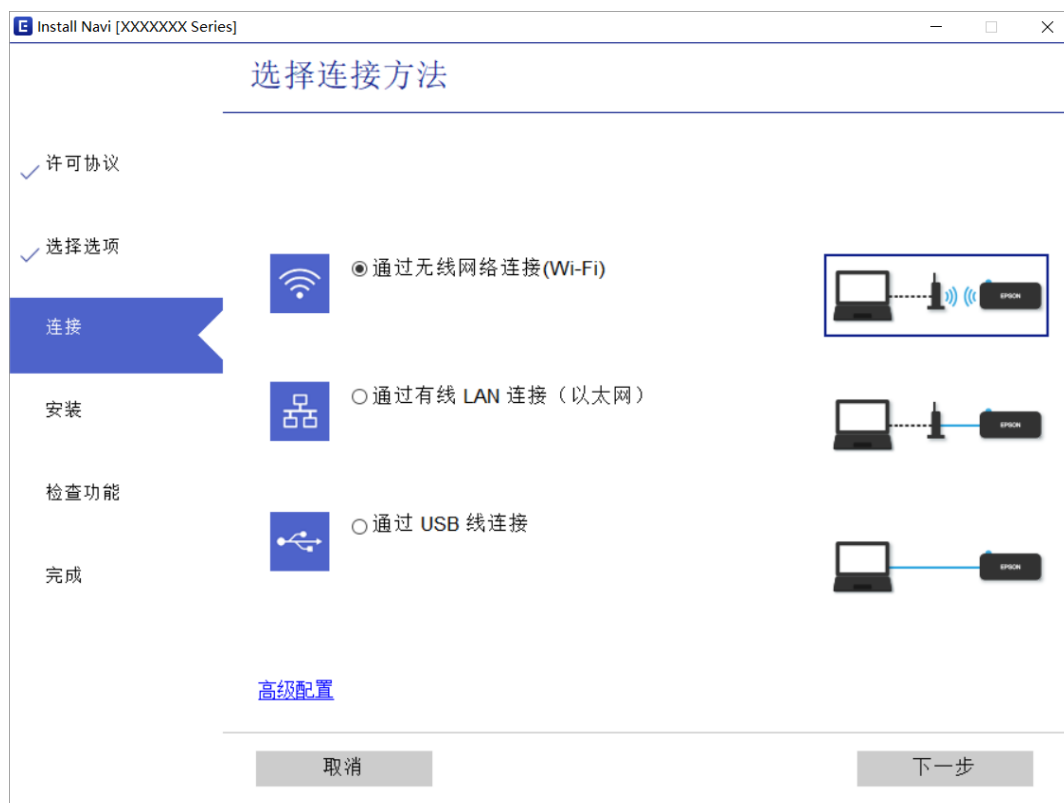 Install Navi [XXXXXXX Series]
选择连接方法
许可协议
选择选项
连接
安装
检查功能
完成
通过无线网络连接(Wi-Fi)
EPSON
通过有线 LAN 连接（以太网）
EPSON
通过 USB 线连接
EPSON
高级配置
取消
下一步